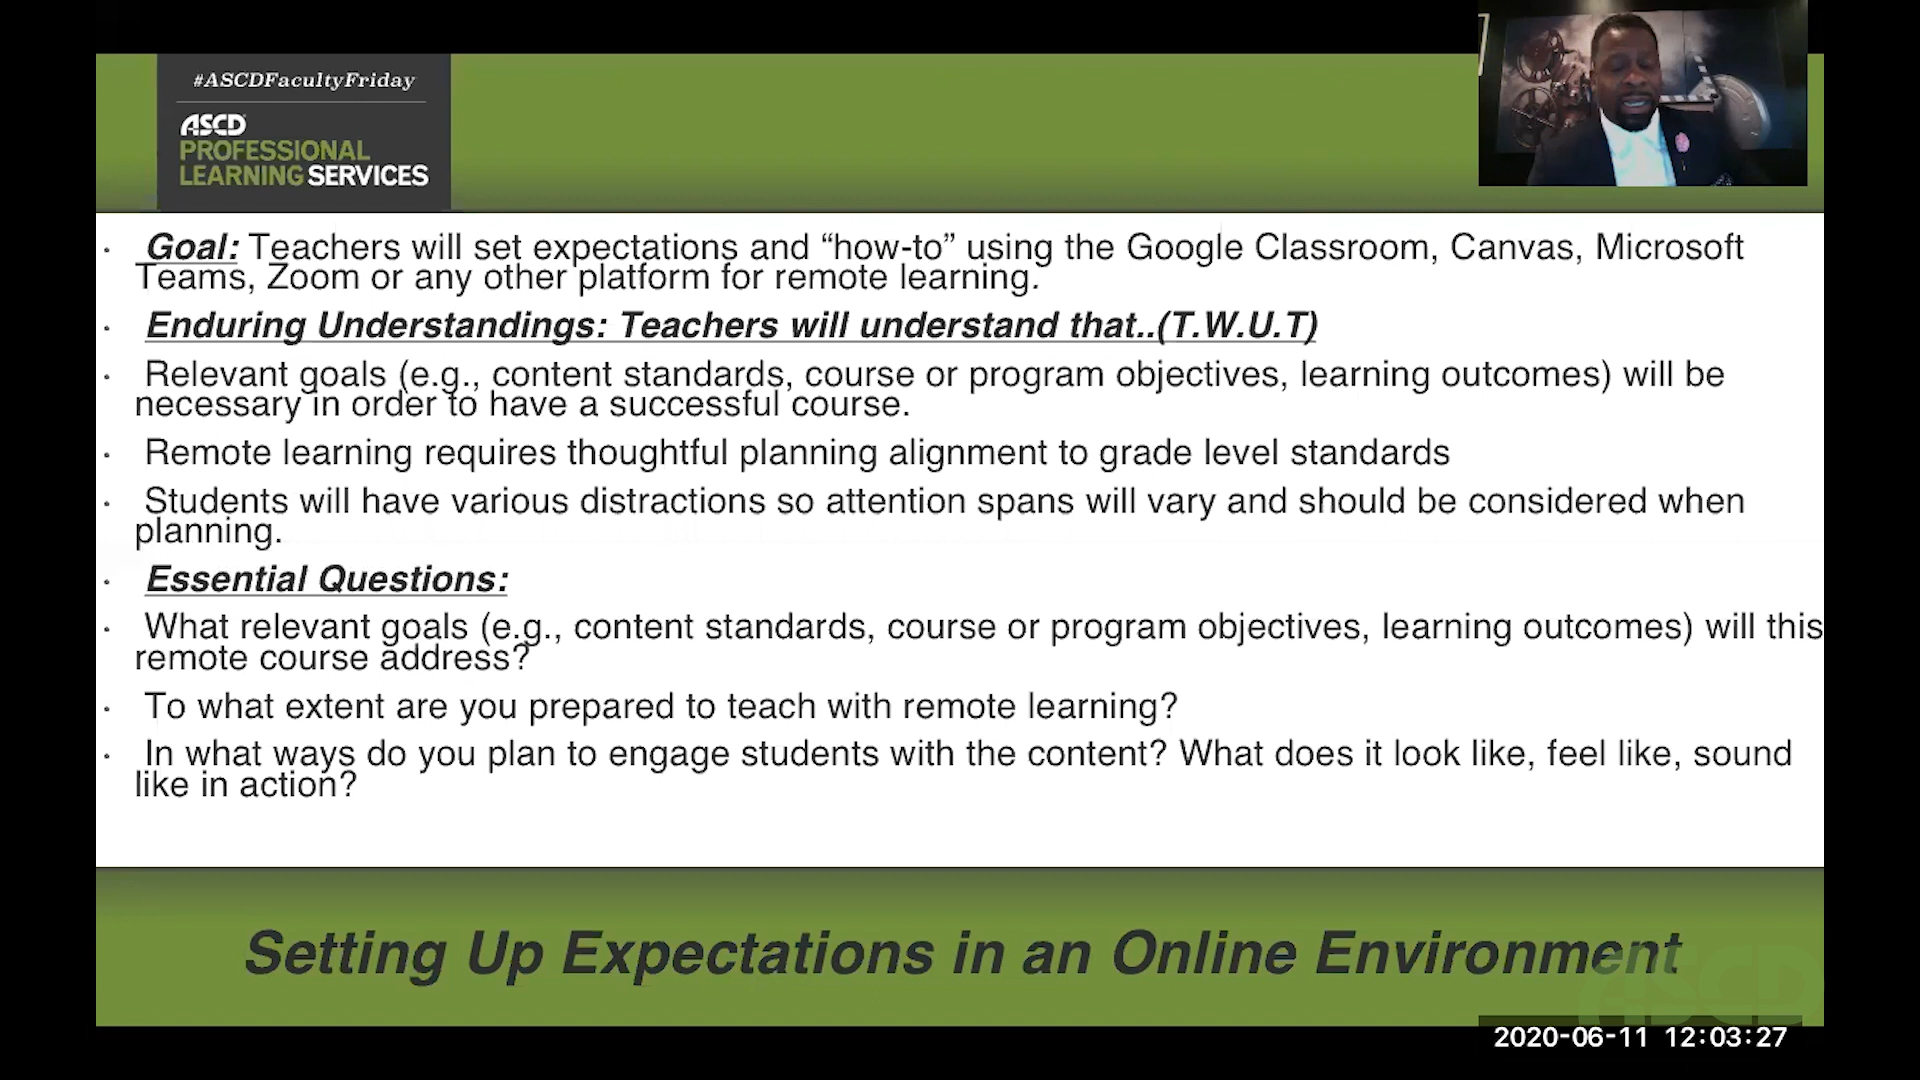 #ASCDFacultyFriday
ASCD
PROFESSIONAL
LEARNING SERVICES
· Goal: Teachers will set expectations and “how-to” using the Google Classroom, Canvas, Microsoft
Teams, Zoom or any other platform for remote learning.
· Enduring Understandings: Teachers will understand that..(T.W.U.T)
· Relevant goals (e.g., content standards, course or program objectives, learning outcomes) will be
necessary in order to have a successful course.
· Remote learning requires thoughtful planning alignment to grade level standards
· Students will have various distractions so attention spans will vary and should be considered when
planning.
· Essential Questions:
· What relevant goals (e.g., content standards, course or program objectives, learning outcomes) will this
remote course address?
· To what extent are you prepared to teach with remote learning?
· In what ways do you plan to engage students with the content? What does it look like, feel like, sound
like in action?
Setting Up Expectations in an Online Environment
ASCD
2020-06-11 12:03:27